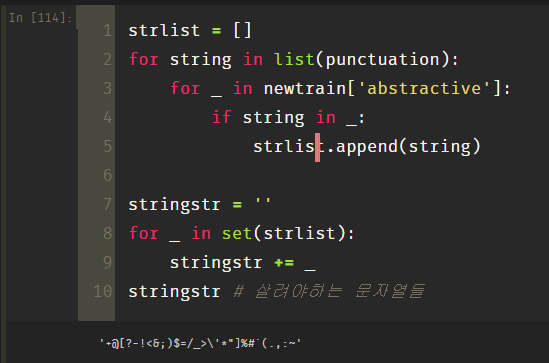 In [114]:
1 strlist = []
2 for string in list(punctuation):
3     for _ in newtrain['abstractive']:
4         if string in _:
5             strlist.append(string)
6
7 stringstr = ''
8 for _ in set(strlist):
9     stringstr += _
10 stringstr # 살려야하는 문자열들
'+@[?-!<&;)$=/_>\'*"]%#`(.,:~'